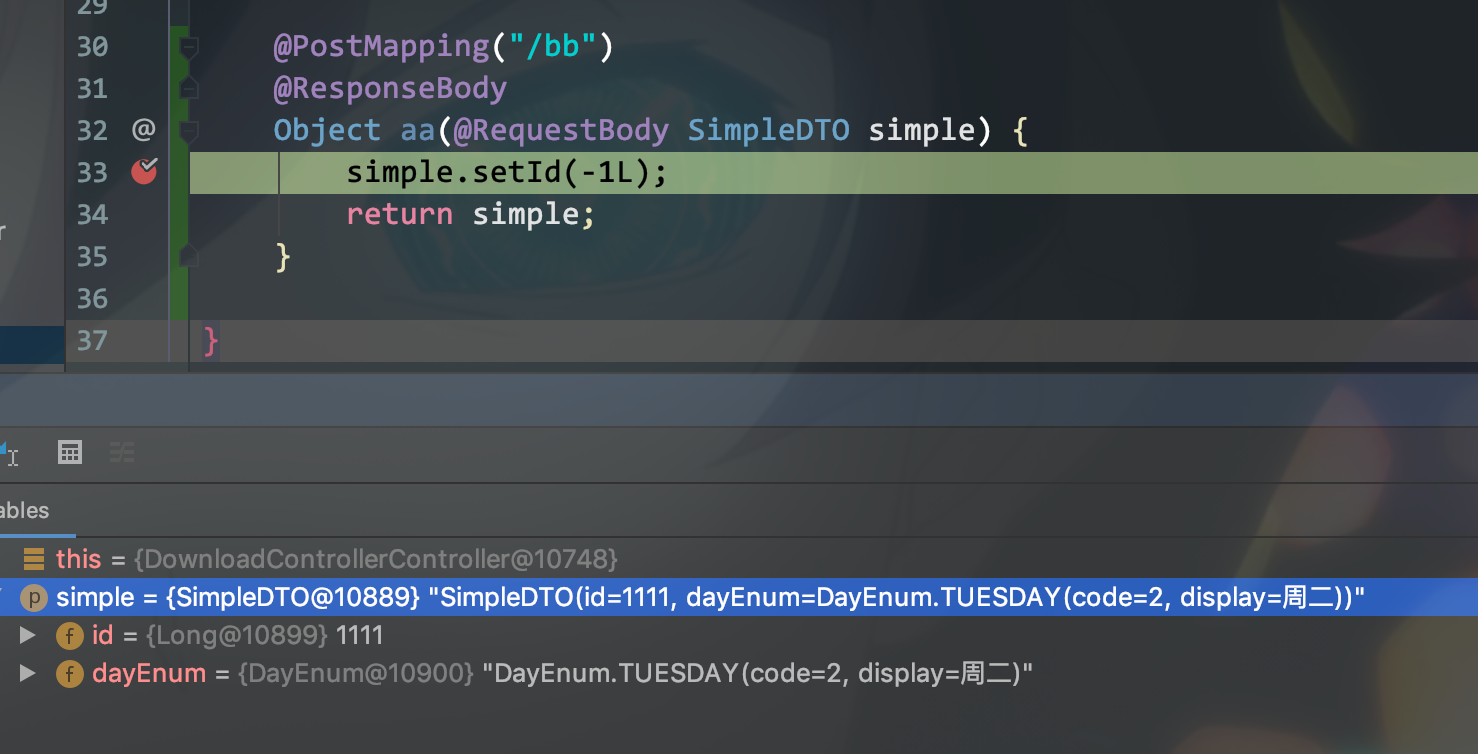 29
30 @PostMapping("/bb")
31 @ResponseBody
32 @ Object aa(@RequestBody SimpleDTO simple) {
33 simple.setId(-1L);
34 return simple;
r
35 }
36
37 }
ables
this = {DownloadControllerController@10748}
p simple = {SimpleDTO@10889} "SimpleDTO(id=1111, dayEnum=DayEnum.TUESDAY(code=2, display=周二))"
f id = {Long@10899} 1111
f dayEnum = {DayEnum@10900} "DayEnum.TUESDAY(code=2, display=周二)"